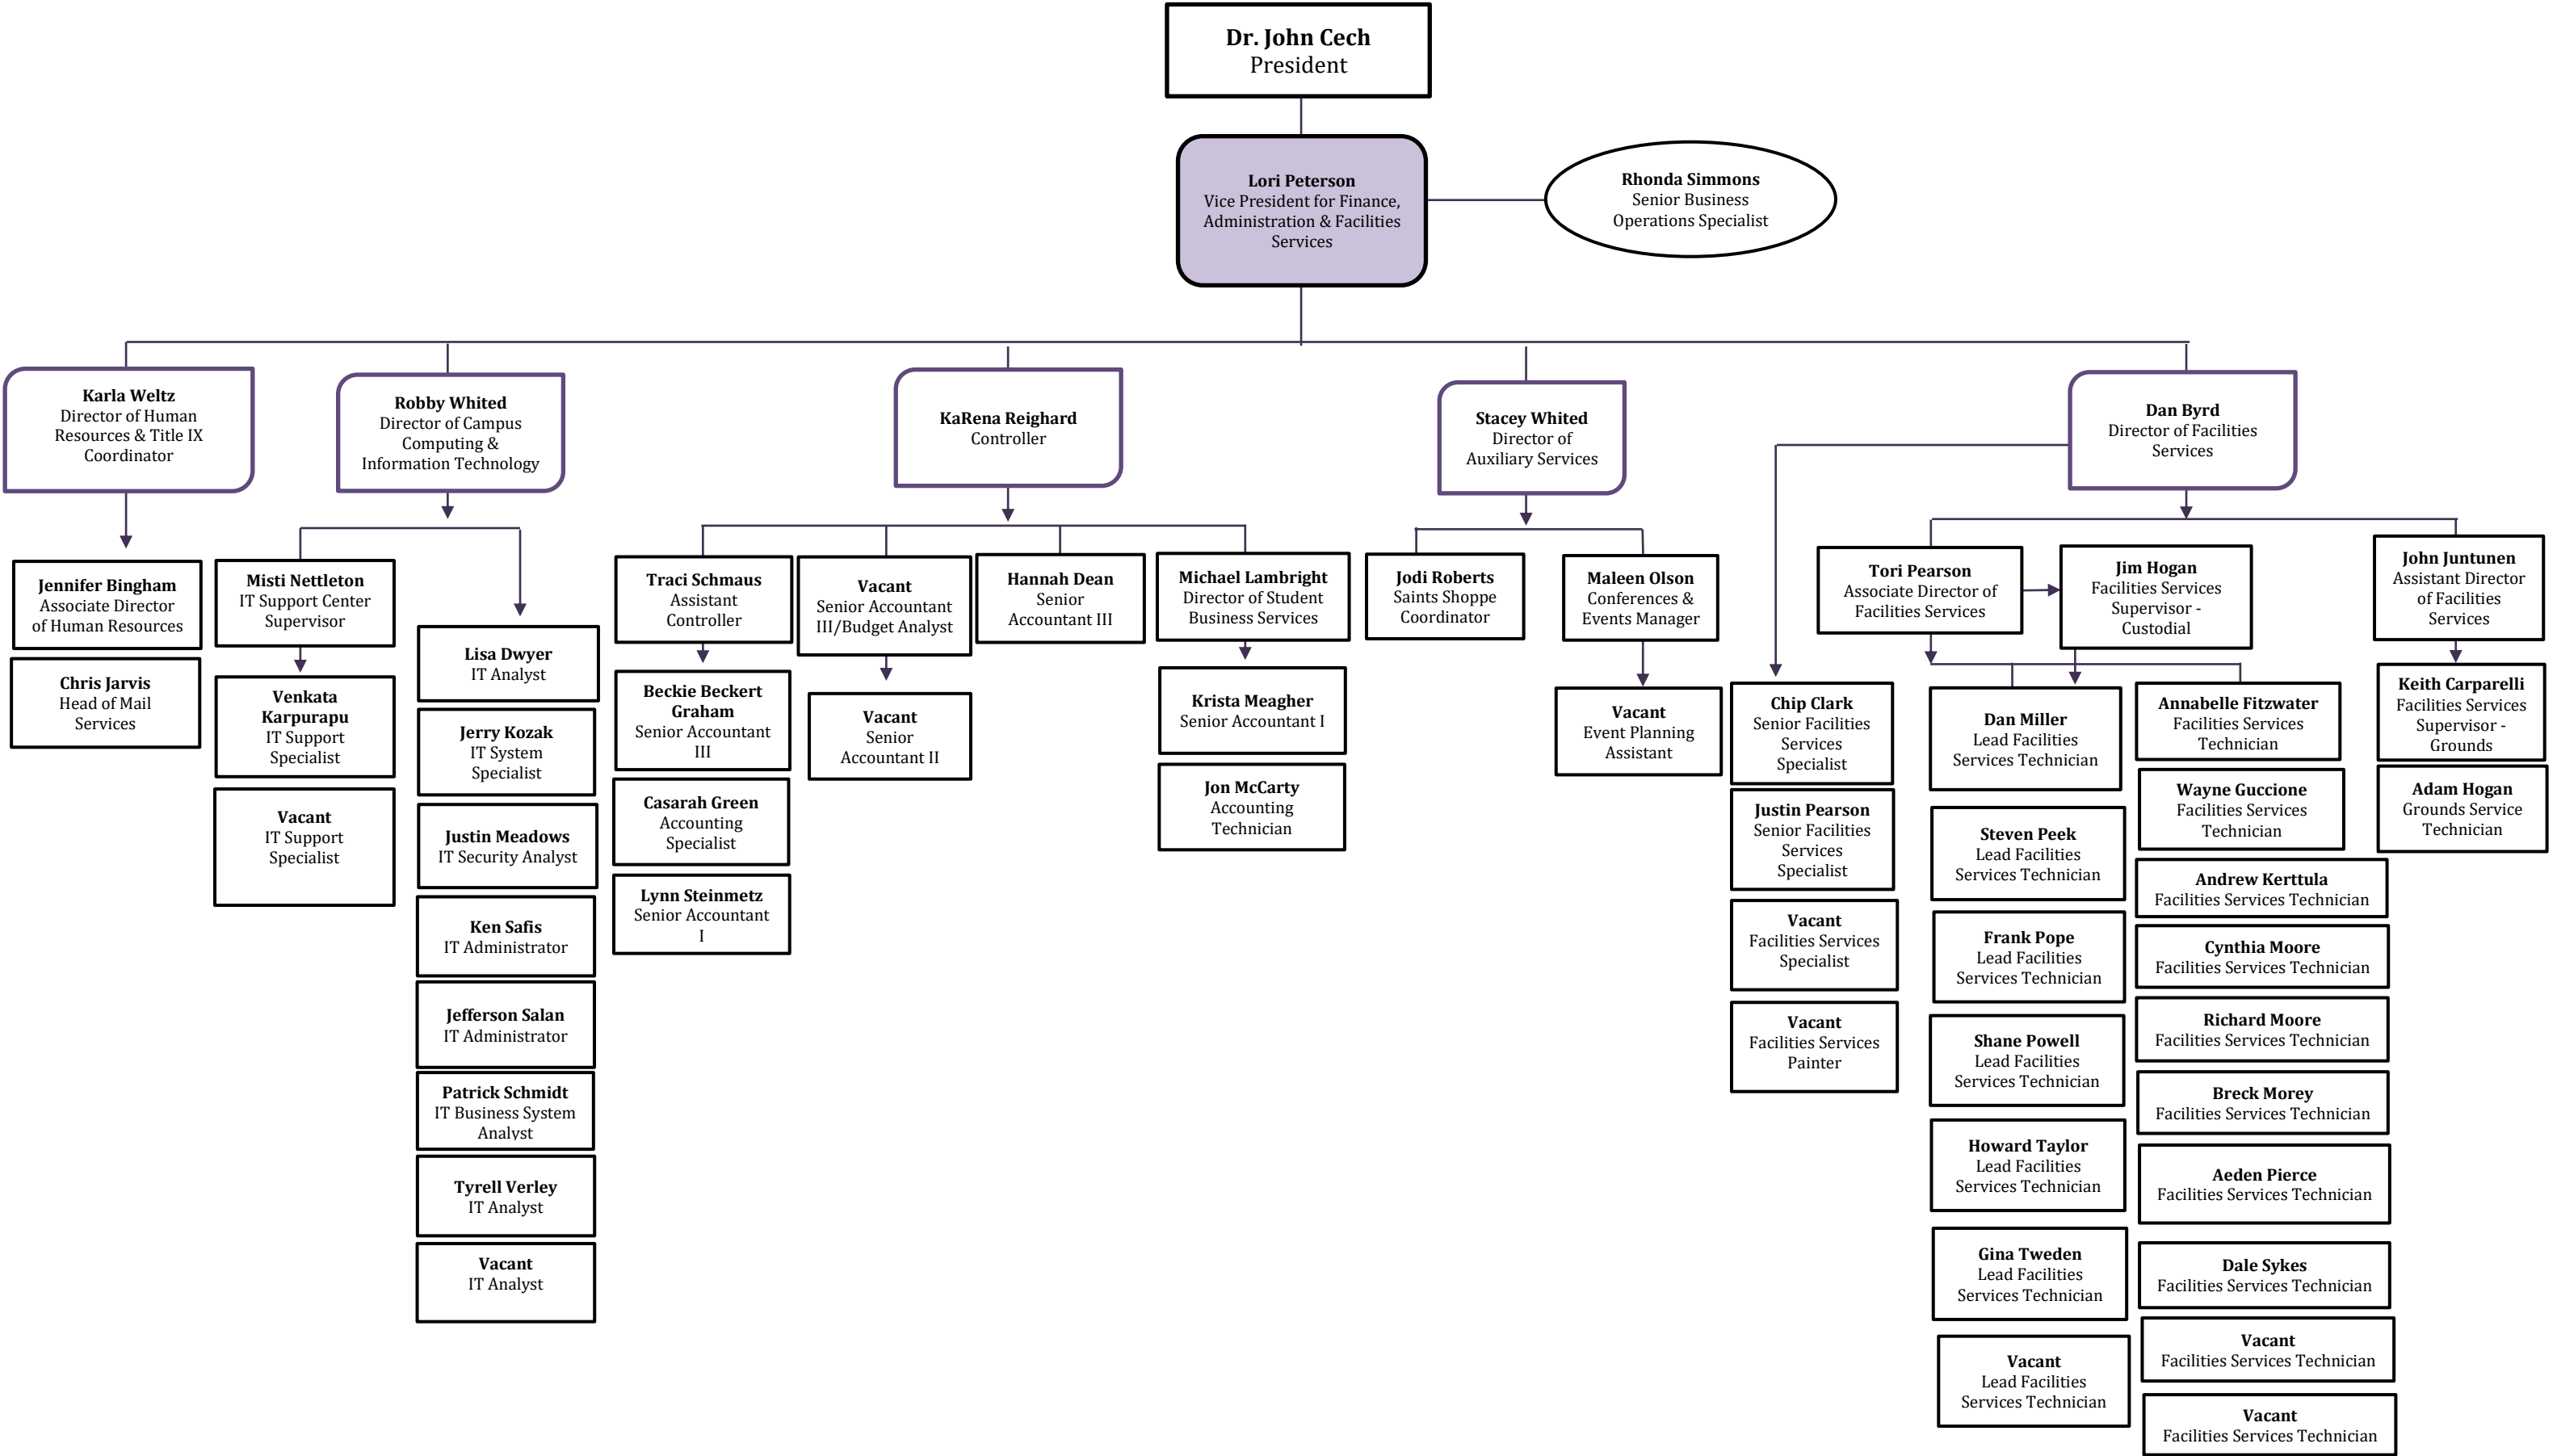 Dr. John Cech
President
Lori Peterson
Vice President for Finance,
Administration & Facilities
Services
Rhonda Simmons
Senior Business
Operations Specialist
Karla Weltz
Director of Human
Resources & Title IX
Coordinator
Robby Whited
Director of Campus
Computing &
Information Technology
KaRena Reighard
Controller
Stacey Whited
Director of
Auxiliary Services
Dan Byrd
Director of Facilities
Services
Jennifer Bingham
Associate Director
of Human Resources
Chris Jarvis
Head of Mail
Services
Misti Nettleton
IT Support Center
Supervisor
Venkata
Karpurapu
IT Support
Specialist
Vacant
IT Support
Specialist
Lisa Dwyer
IT Analyst
Jerry Kozak
IT System
Specialist
Justin Meadows
IT Security Analyst
Ken Safis
IT Administrator
Jefferson Salan
IT Administrator
Patrick Schmidt
IT Business System
Analyst
Tyrell Verley
IT Analyst
Vacant
IT Analyst
Traci Schmaus
Assistant
Controller
Beckie Beckert
Graham
Senior Accountant
III
Casarah Green
Accounting
Specialist
Lynn Steinmetz
Senior Accountant
I
Vacant
Senior Accountant
III/Budget Analyst
Vacant
Senior
Accountant II
Hannah Dean
Senior
Accountant III
Michael Lambright
Director of Student
Business Services
Krista Meagher
Senior Accountant I
Jon McCarty
Accounting
Technician
Jodi Roberts
Saints Shoppe
Coordinator
Maleen Olson
Conferences &
Events Manager
Vacant
Event Planning
Assistant
Chip Clark
Senior Facilities
Services
Specialist
Justin Pearson
Senior Facilities
Services
Specialist
Vacant
Facilities Services
Specialist
Vacant
Facilities Services
Painter
Tori Pearson
Associate Director of
Facilities Services
Jim Hogan
Facilities Services
Supervisor -
Custodial
Dan Miller
Lead Facilities
Services Technician
Steven Peek
Lead Facilities
Services Technician
Frank Pope
Lead Facilities
Services Technician
Shane Powell
Lead Facilities
Services Technician
Howard Taylor
Lead Facilities
Services Technician
Gina Tweden
Lead Facilities
Services Technician
Vacant
Lead Facilities
Services Technician
Annabelle Fitzwater
Facilities Services
Technician
Wayne Guccione
Facilities Services
Technician
Andrew Kerttula
Facilities Services Technician
Cynthia Moore
Facilities Services Technician
Richard Moore
Facilities Services Technician
Breck Morey
Facilities Services Technician
Aeden Pierce
Facilities Services Technician
Dale Sykes
Facilities Services Technician
Vacant
Facilities Services Technician
Vacant
Facilities Services Technician
John Juntunen
Assistant Director
of Facilities
Services
Keith Carparelli
Facilities Services
Supervisor -
Grounds
Adam Hogan
Grounds Service
Technician